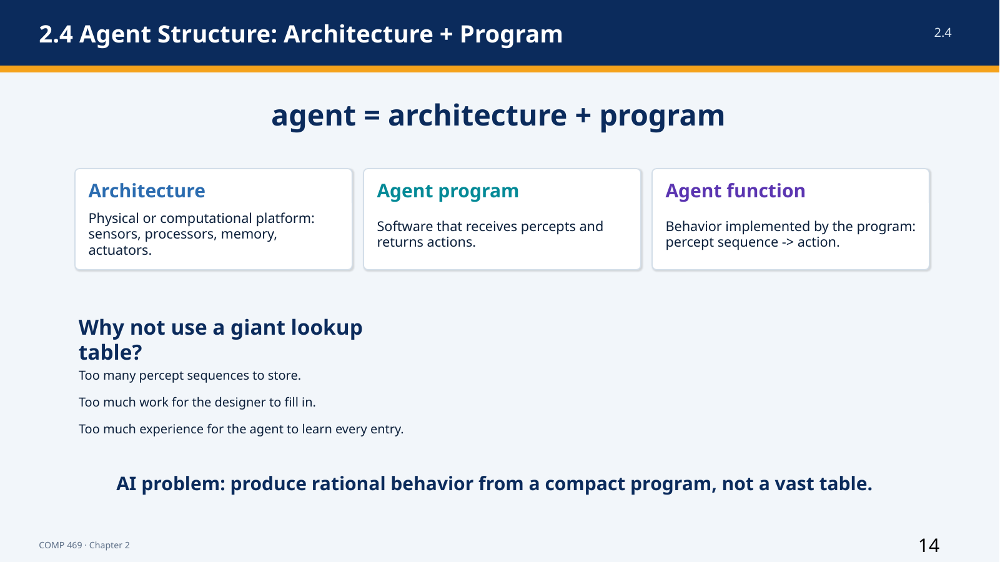 2.4 Agent Structure: Architecture + Program
2.4
agent = architecture + program
Architecture
Physical or computational platform:
sensors, processors, memory,
actuators.
Agent program
Software that receives percepts and
returns actions.
Agent function
Behavior implemented by the program:
percept sequence -> action.
Why not use a giant lookup
table?
Too many percept sequences to store.
Too much work for the designer to fill in.
Too much experience for the agent to learn every entry.
AI problem: produce rational behavior from a compact program, not a vast table.
COMP 469 · Chapter 2
14